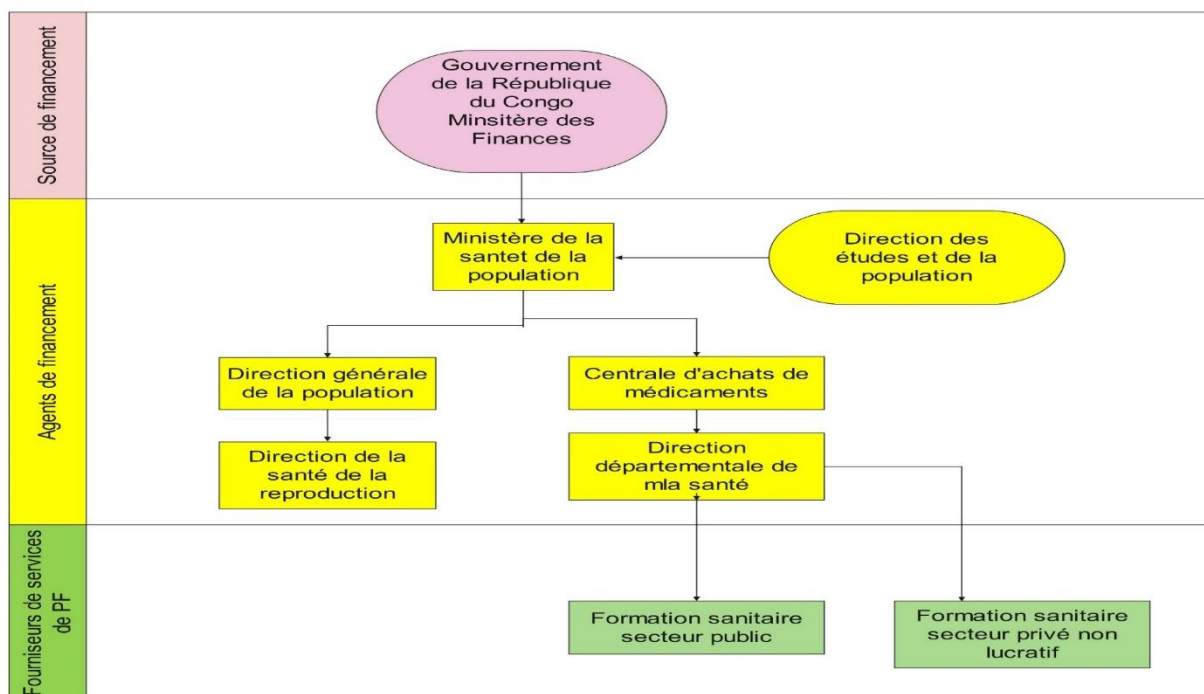 Source de financement
Gouvernement
de la République
du Congo
Minsitère des
Finances
Agents de financement
Ministère de la
santet de la
population
Direction des
études et de la
population
Direction générale
de la population
Centrale d'achats de
médicaments
Direction de la
santé de la
reproduction
Direction
départementale de
mla santé
Fourniseurs de services
de PF
Formation sanitaire
secteur public
Formation sanitaire
secteur privé non
lucratif